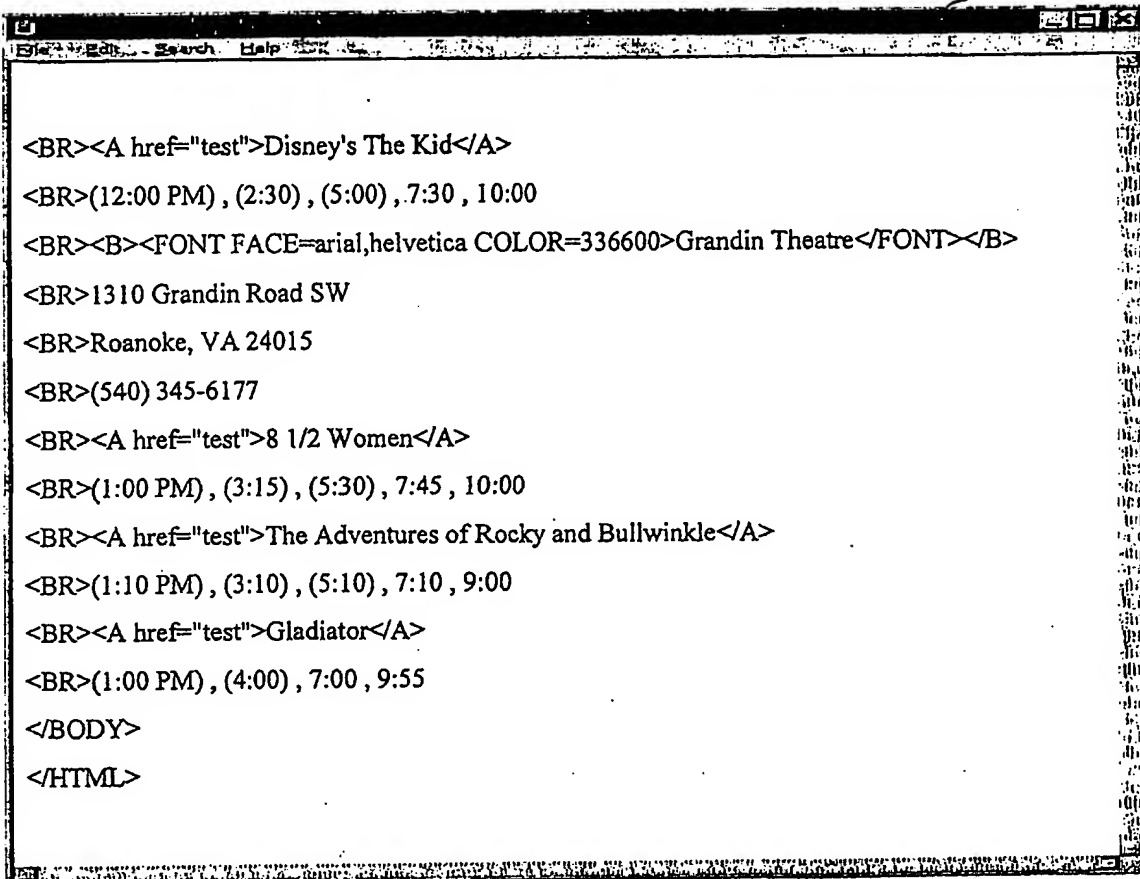 File Edit Search Help
<BR><A href="test">Disney's The Kid</A>
<BR>(12:00 PM) , (2:30) , (5:00) , 7:30 , 10:00
<BR><B><FONT FACE=arial,helvetica COLOR=336600>Grandin Theatre</FONT></B>
<BR>1310 Grandin Road SW
<BR>Roanoke, VA 24015
<BR>(540) 345-6177
<BR><A href="test">8 1/2 Women</A>
<BR>(1:00 PM) , (3:15) , (5:30) , 7:45 , 10:00
<BR><A href="test">The Adventures of Rocky and Bullwinkle</A>
<BR>(1:10 PM) , (3:10) , (5:10) , 7:10 , 9:00
<BR><A href="test">Gladiator</A>
<BR>(1:00 PM) , (4:00) , 7:00 , 9:55
</BODY>
</HTML>